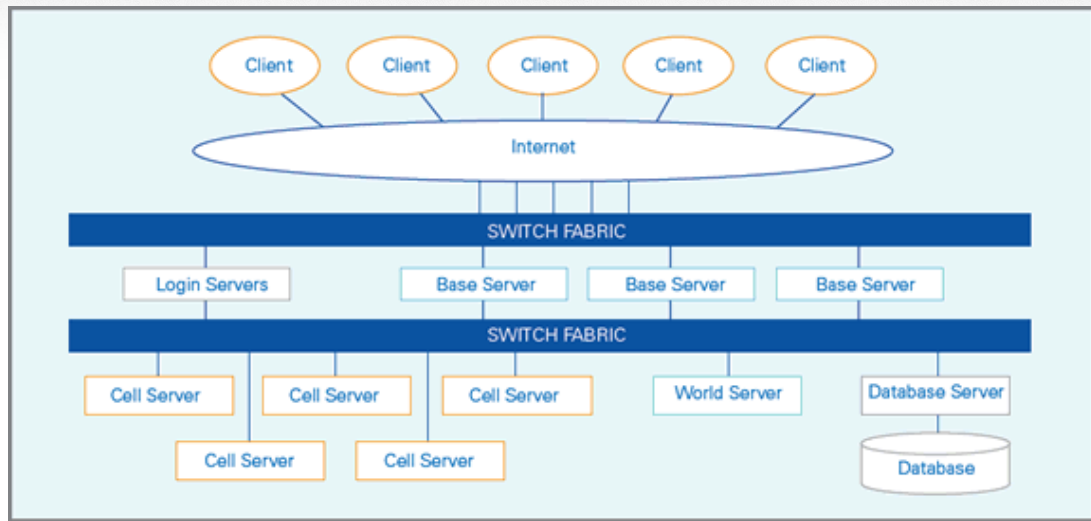 Client
Client
Client
Client
Client
Internet
SWITCH FABRIC
Login Servers
Base Server
Base Server
Base Server
SWITCH FABRIC
Cell Server
Cell Server
Cell Server
World Server
Database Server
Cell Server
Cell Server
Database